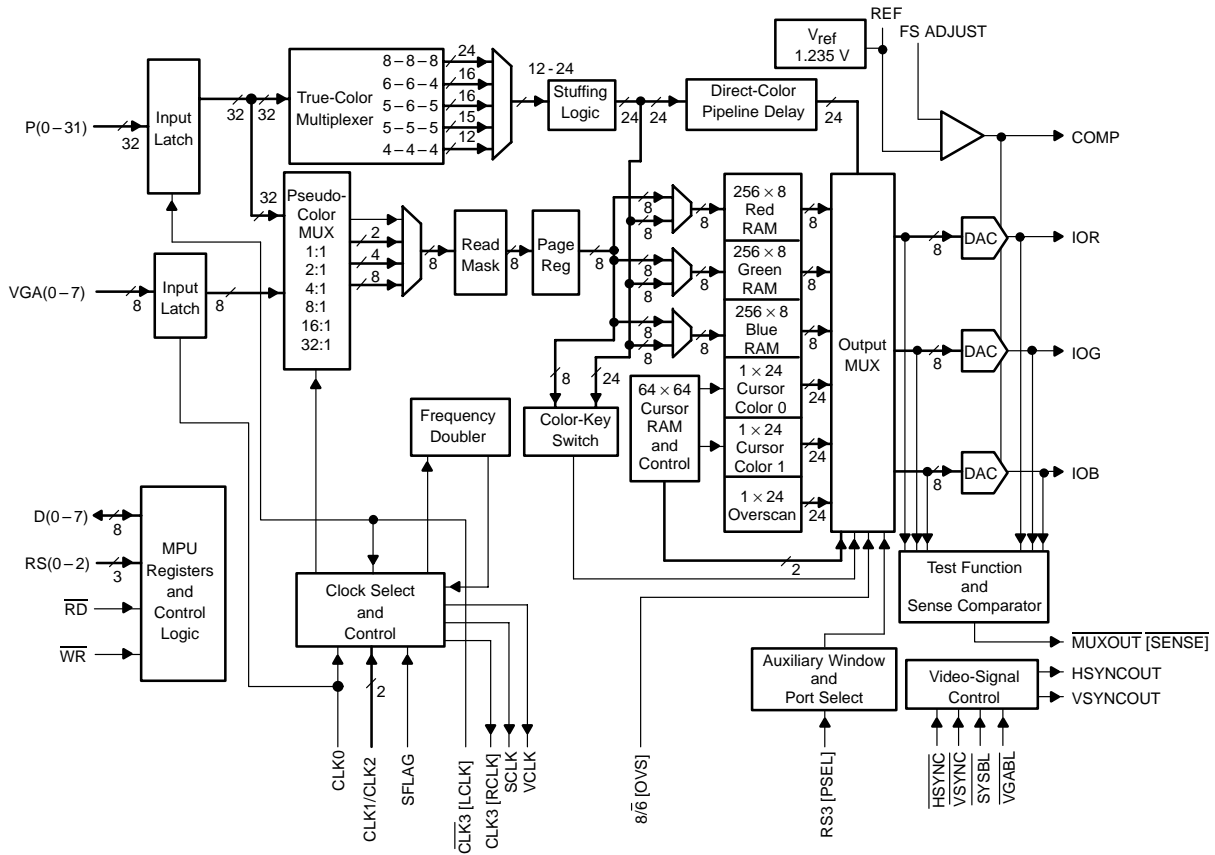 REF
FS ADJUST
Vref
1.235 V
COMP
P(0–31)
32
Input
Latch
32
32
True-Color
Multiplexer
8–8–8
24
6–6–4
16
5–6–5
16
5–5–5
15
4–4–4
12
12-24
Stuffing
Logic
24
24
Direct-Color
Pipeline Delay
24
32
Pseudo-
Color
MUX
1:1
2:1
4:1
8:1
16:1
32:1
2
4
8
8
Read
Mask
8
Page
Reg
8
8
8
8
8
8
8
8
8
8
256 × 8
Red
RAM
8
256 × 8
Green
RAM
8
256 × 8
Blue
RAM
8
1 × 24
Cursor
Color 0
24
1 × 24
Cursor
Color 1
24
1 × 24
Overscan
24
Output
MUX
8
DAC
IOR
8
DAC
IOG
8
DAC
IOB
VGA(0–7)
8
Input
Latch
8
8
24
Color-Key
Switch
64 × 64
Cursor
RAM
and
Control
2
Frequency
Doubler
D(0–7)
8
RS(0–2)
3
RD
WR
MPU
Registers
and
Control
Logic
Clock Select
and
Control
2
Test Function
and
Sense Comparator
MUXOUT [SENSE]
Auxiliary Window
and
Port Select
Video-Signal
Control
HSYNCOUT
VSYNCOUT
CLK0
CLK1/CLK2
SFLAG
CLK3 [LCLK]
CLK3 [RCLK]
SCLK
VCLK
8/6 [OVS]
RS3 [PSEL]
HSYNC
VSYNC
SYSBL
VGABL